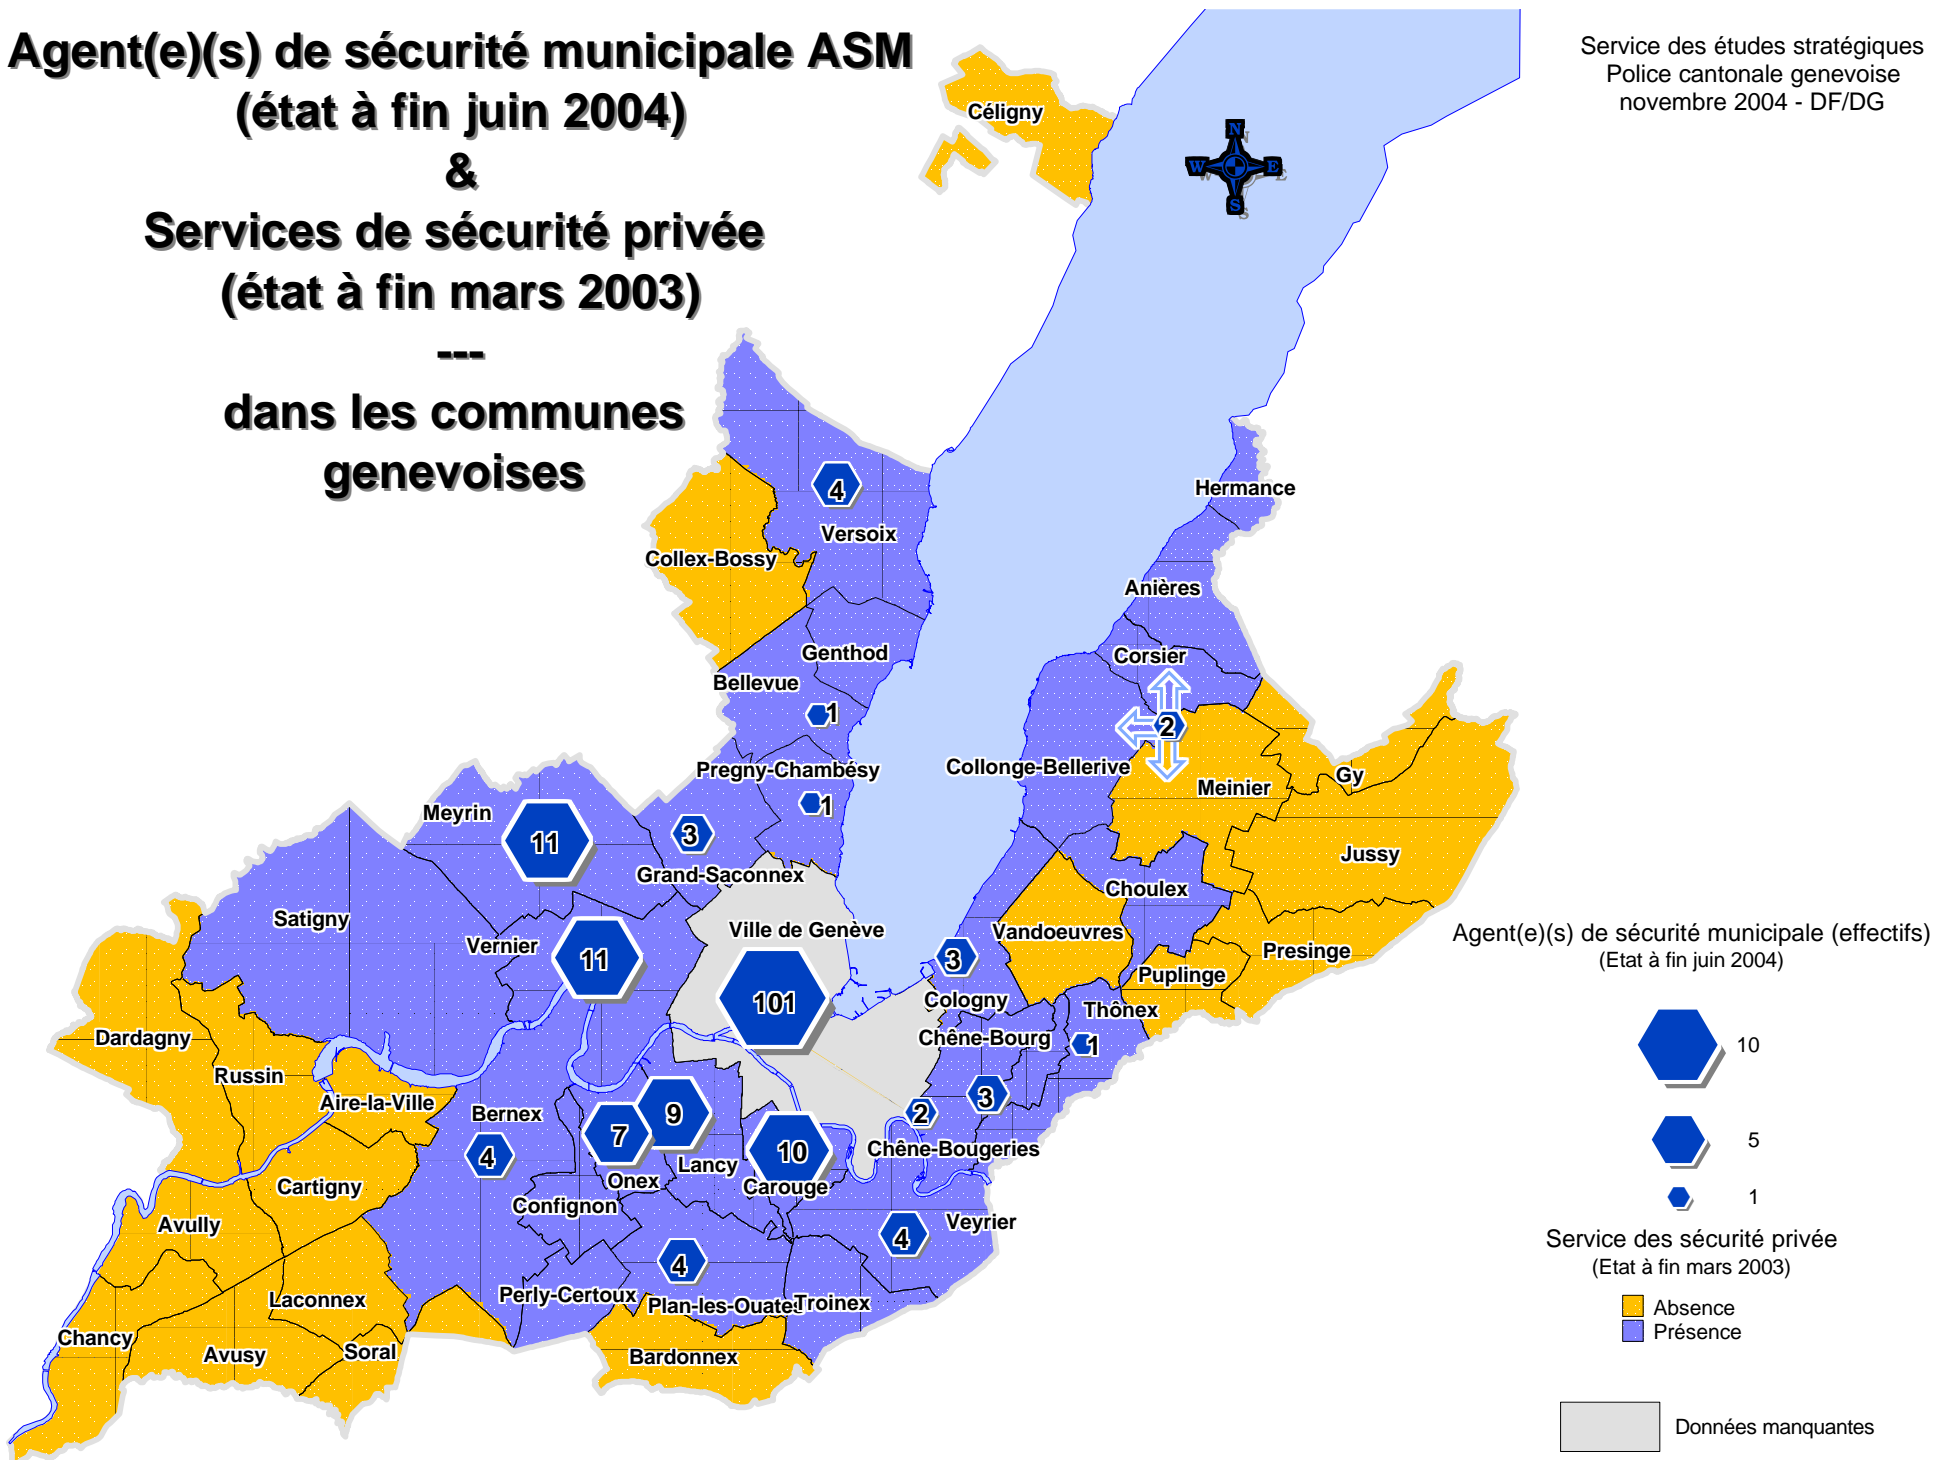 Agent(e)(s) de sécurité municipale ASM
(état à fin juin 2004)
&
Services de sécurité privée
(état à fin mars 2003)
---
dans les communes
genevoises
Service des études stratégiques
Police cantonale genevoise
novembre 2004 - DF/DG
N
W
E
S
Céligny
Hermance
4
Versoix
Collex-Bossy
Anières
Genthod
Corsier
Bellevue
1
2
Pregny-Chambésy
Collonge-Bellerive
Gy
Meinier
1
Meyrin
11
3
Jussy
Grand-Saconnex
Choulex
Satigny
Ville de Genève
Vandoeuvres
Vernier
11
3
Presinge
Puplinge
101
Cologny
Thônex
Dardagny
Chêne-Bourg
1
Russin
Aire-la-Ville
Bernex
9
2
3
7
4
10
Chêne-Bougeries
Lancy
Onex
Carouge
Cartigny
Confignon
Avully
Veyrier
4
4
Laconnex
Perly-Certoux
Plan-les-Ouates
Troinex
Chancy
Avusy
Soral
Bardonnex
Agent(e)(s) de sécurité municipale (effectifs)
(Etat à fin juin 2004)
10
5
1
Service des sécurité privée
(Etat à fin mars 2003)
Absence
Présence
Données manquantes